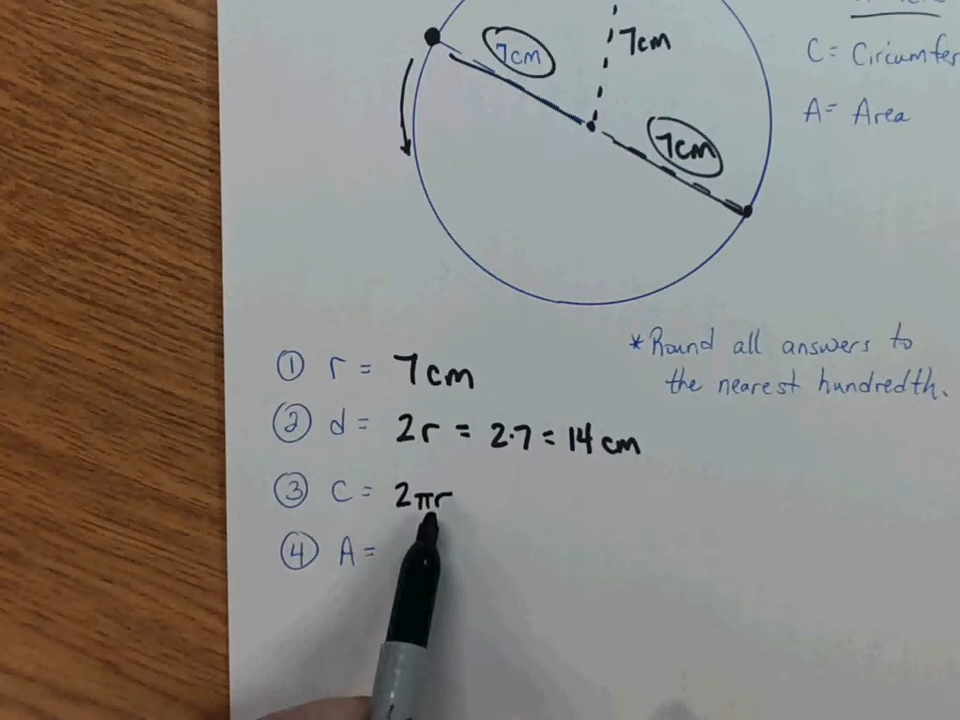 7cm
7cm
7cm
C = Circumfer
A = Area
* Round all answers to
the nearest hundredth.
① r = 7cm
② d = 2r = 2·7 = 14 cm
③ C = 2πr
④ A =